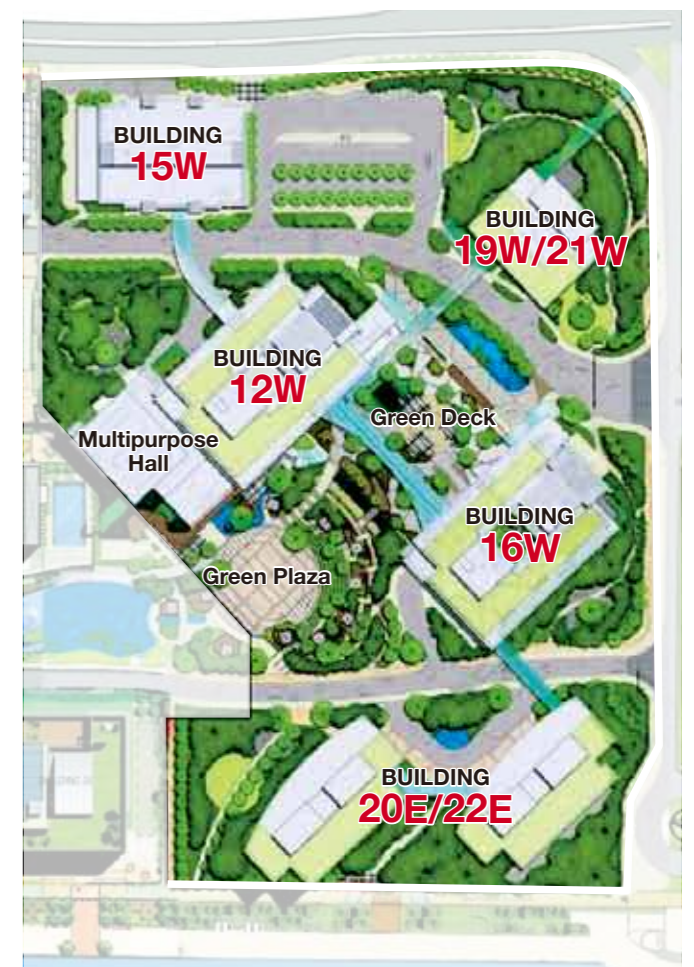 BUILDING
15W
BUILDING
19W/21W
BUILDING
12W
Green Deck
Multipurpose
Hall
BUILDING
16W
Green Plaza
BUILDING
20E/22E